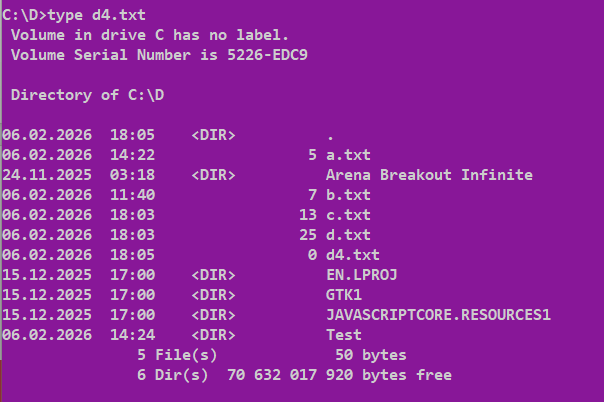 C:\D>type d4.txt
 Volume in drive C has no label.
 Volume Serial Number is 5226-EDC9

 Directory of C:\D

06.02.2026  18:05    <DIR>          .
06.02.2026  14:22                 5 a.txt
24.11.2025  03:18    <DIR>          Arena Breakout Infinite
06.02.2026  11:40                 7 b.txt
06.02.2026  18:03                13 c.txt
06.02.2026  18:03                25 d.txt
06.02.2026  18:05                 0 d4.txt
15.12.2025  17:00    <DIR>          EN.LPROJ
15.12.2025  17:00    <DIR>          GTK1
15.12.2025  17:00    <DIR>          JAVASCRIPTCORE.RESOURCES1
06.02.2026  14:24    <DIR>          Test
               5 File(s)             50 bytes
               6 Dir(s)  70 632 017 920 bytes free